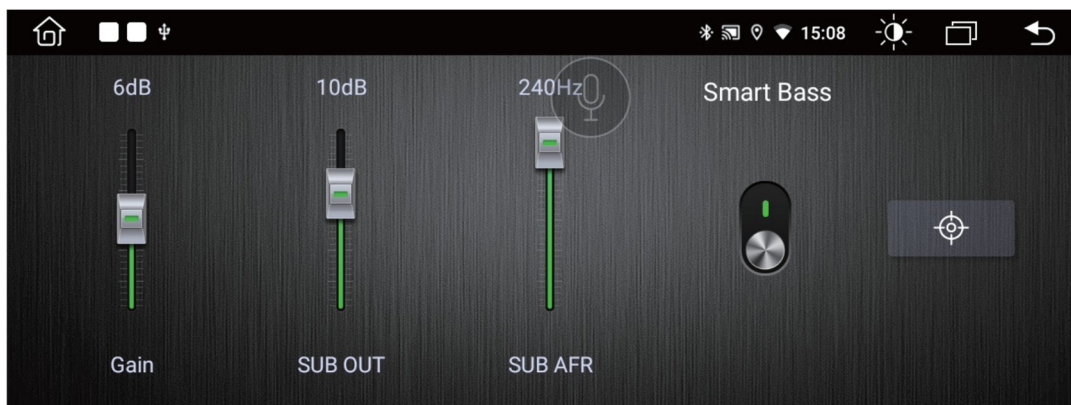 15:08
6dB
10dB
240Hz
Smart Bass
Gain
SUB OUT
SUB AFR